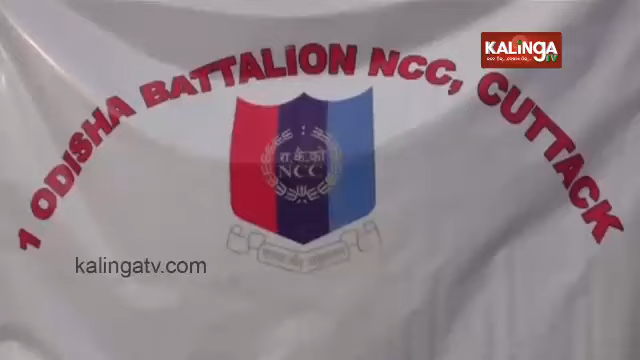 KALINGA
TV
1 ODISHA BATTALION NCC, CUTTACK
रा.कै.को
NCC
kalingatv.com